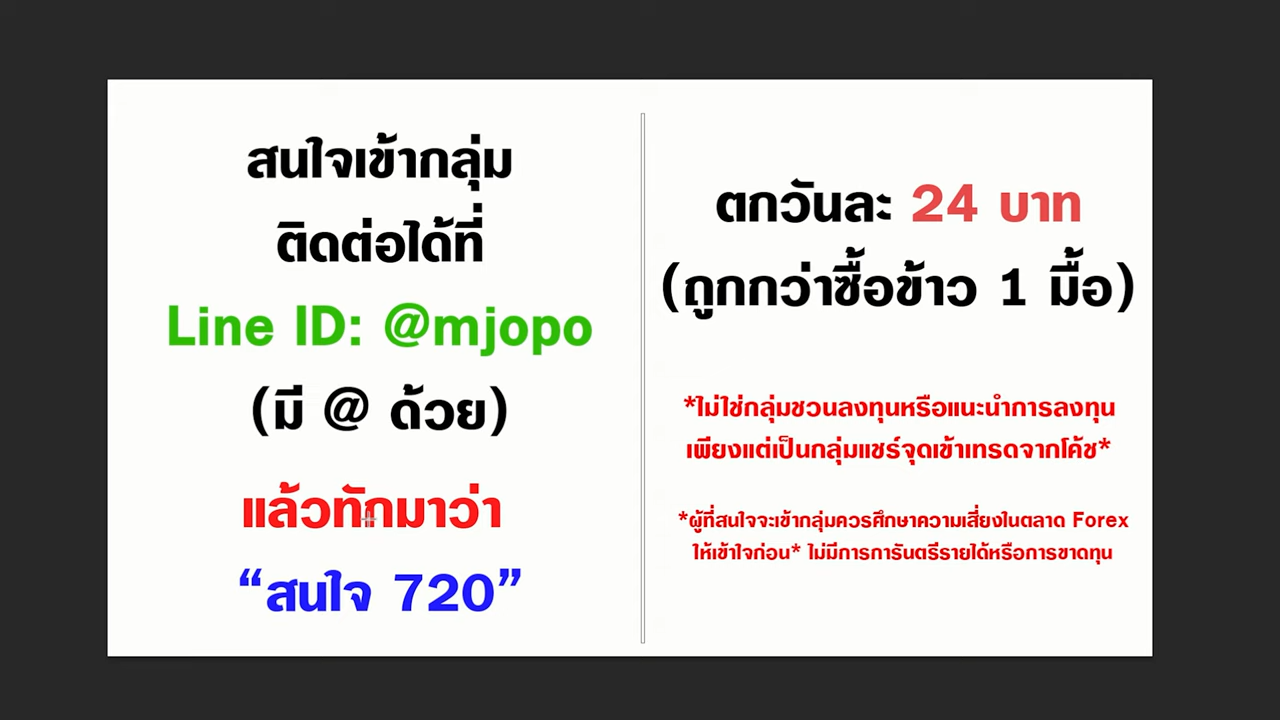 สนใจเข้ากลุ่ม
ติดต่อได้ที่
Line ID: @mjopo
(มี @ ด้วย)
แล้วทักมาว่า
“สนใจ 720”
ตกวันละ 24 บาท
(ถูกกว่าซื้อข้าว 1 มื้อ)
*ไม่ใช่กลุ่มชวนลงทุนหรือแนะนำการลงทุน
เพียงแต่เป็นกลุ่มแชร์จุดเข้าเทรดจากโค้ช*
*ผู้ที่สนใจจะเข้ากลุ่มควรศึกษาความเสี่ยงในตลาด Forex
ให้เข้าใจก่อน* ไม่มีการการันตรีรายได้หรือการขาดทุน